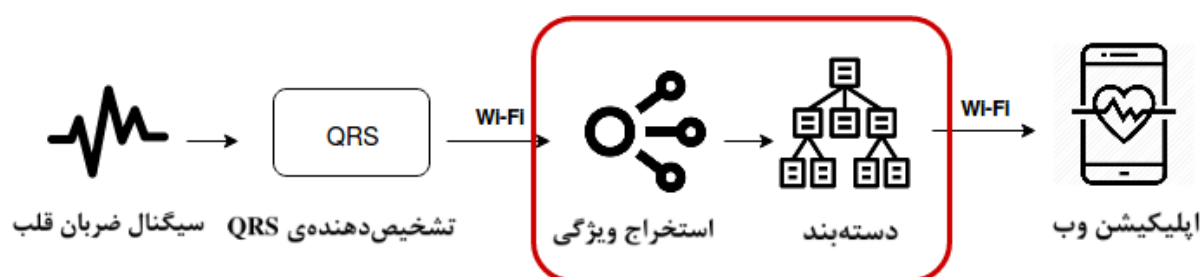 QRS
Wi-Fi
Wi-Fi
سیگنال ضربان قلب
تشخیص‌دهنده‌ی QRS
استخراج ویژگی
دسته‌بند
اپلیکیشن وب